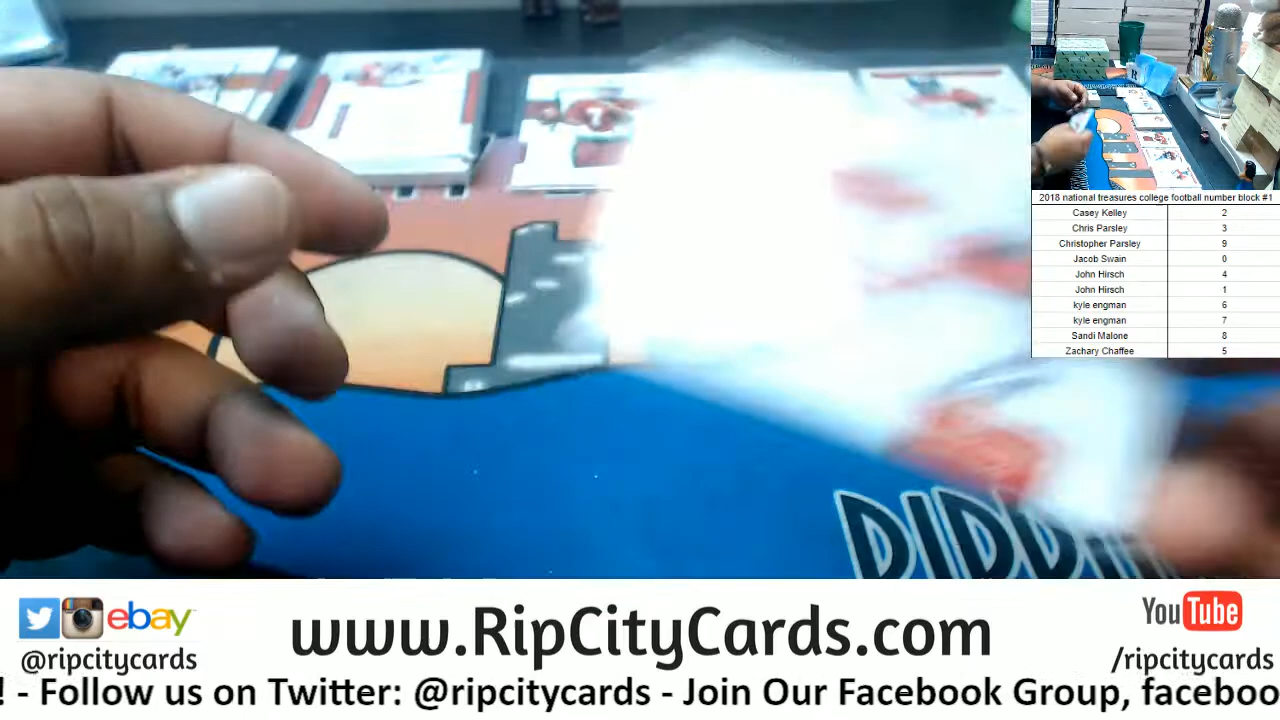 2018 national treasures college football number block #1
Casey Kelley 2
Chris Parsley 3
Christopher Parsley 9
Jacob Swain 0
John Hirsch 4
John Hirsch 1
kyle engman 6
kyle engman 7
Sandi Malone 8
Zachary Chaffee 5
ebay
@ripcitycards
www.RipCityCards.com
YouTube
/ripcitycards
! - Follow us on Twitter: @ripcitycards - Join Our Facebook Group, faceboo